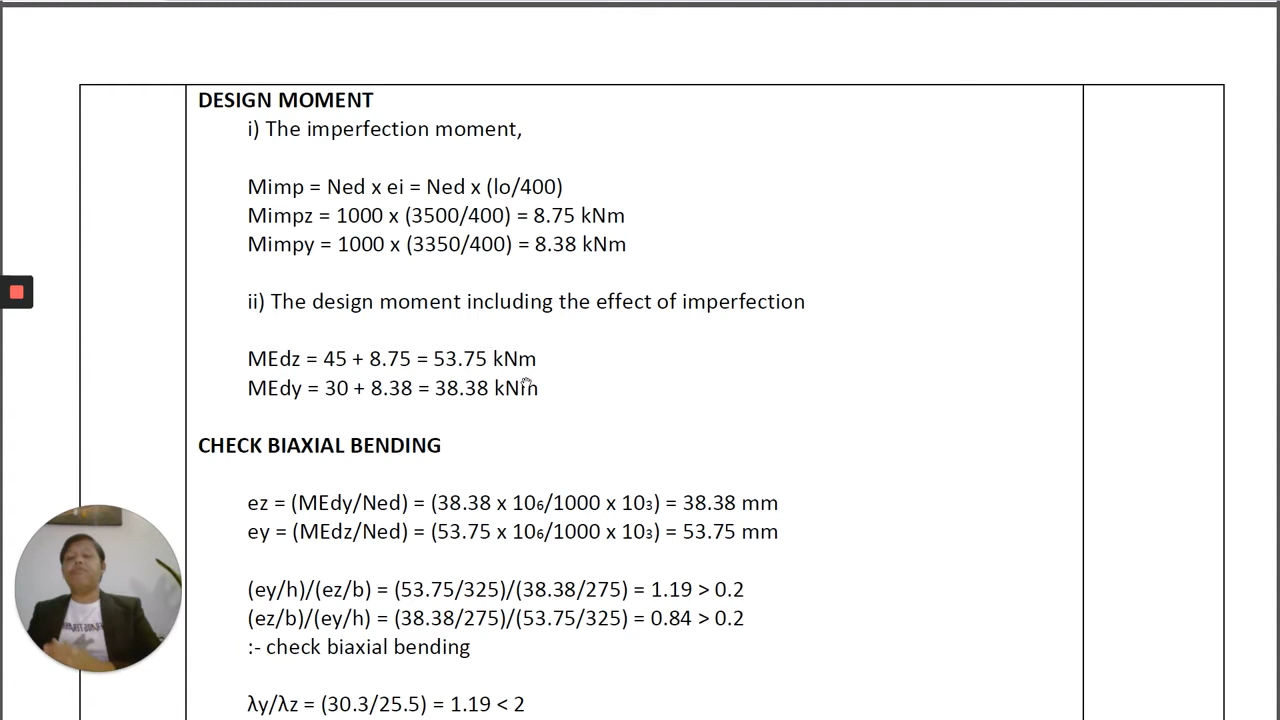 DESIGN MOMENT
i) The imperfection moment,
Mimp = Ned x ei = Ned x (lo/400)
Mimpz = 1000 x (3500/400) = 8.75 kNm
Mimpy = 1000 x (3350/400) = 8.38 kNm
ii) The design moment including the effect of imperfection
MEdz = 45 + 8.75 = 53.75 kNm
MEdy = 30 + 8.38 = 38.38 kNm
CHECK BIAXIAL BENDING
ez = (MEdy/Ned) = (38.38 x 10₆/1000 x 10₃) = 38.38 mm
ey = (MEdz/Ned) = (53.75 x 10₆/1000 x 10₃) = 53.75 mm
(ey/h)/(ez/b) = (53.75/325)/(38.38/275) = 1.19 > 0.2
(ez/b)/(ey/h) = (38.38/275)/(53.75/325) = 0.84 > 0.2
:- check biaxial bending
λy/λz = (30.3/25.5) = 1.19 < 2